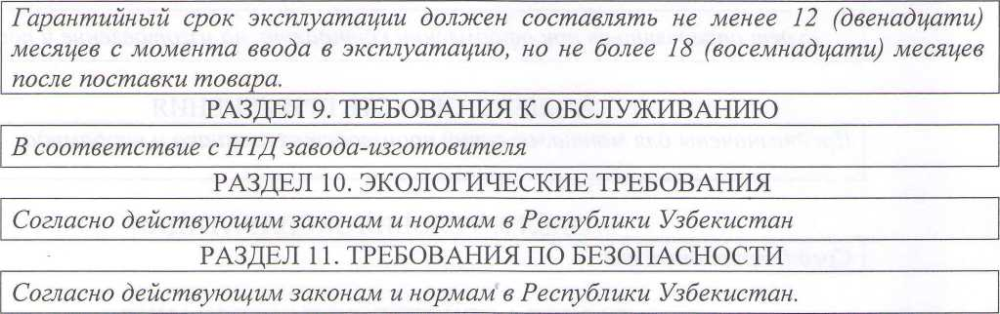 Гарантийный срок эксплуатации должен составлять не менее 12 (двенадцати)
месяцев с момента ввода в эксплуатацию, но не более 18 (восемнадцати) месяцев
после поставки товара.
РАЗДЕЛ 9. ТРЕБОВАНИЯ К ОБСЛУЖИВАНИЮ
В соответствие с НТД завода-изготовителя
РАЗДЕЛ 10. ЭКОЛОГИЧЕСКИЕ ТРЕБОВАНИЯ
Согласно действующим законам и нормам в Республики Узбекистан
РАЗДЕЛ 11. ТРЕБОВАНИЯ ПО БЕЗОПАСНОСТИ
Согласно действующим законам и нормам в Республики Узбекистан.